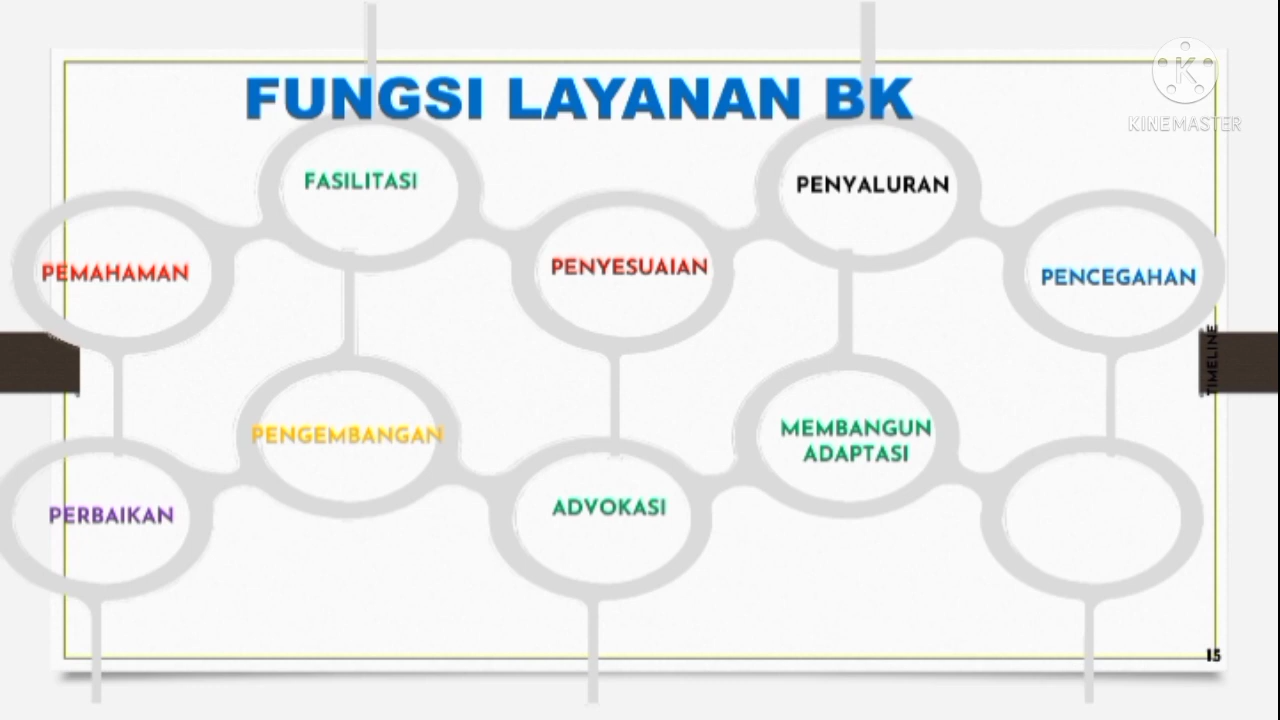 FUNGSI LAYANAN BK
K
KINEMASTER
FASILITASI
PENYALURAN
PEMAHAMAN
PENYESUAIAN
PENCEGAHAN
TIMELINE
PENGEMBANGAN
MEMBANGUN
ADAPTASI
PERBAIKAN
ADVOKASI
15